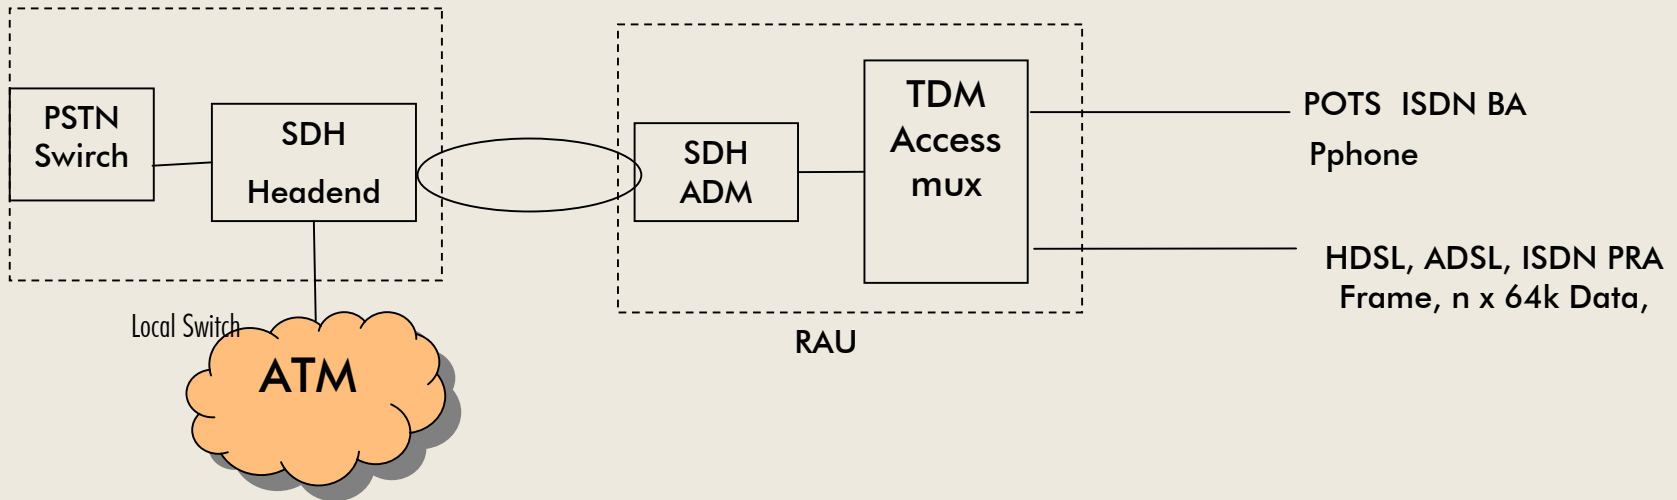 PSTN
Swirch
SDH
Headend
SDH
ADM
TDM
Access
mux
POTS  ISDN BA
Pphone
HDSL, ADSL, ISDN PRA
Frame, n x 64k Data,
Local Switch
RAU
ATM